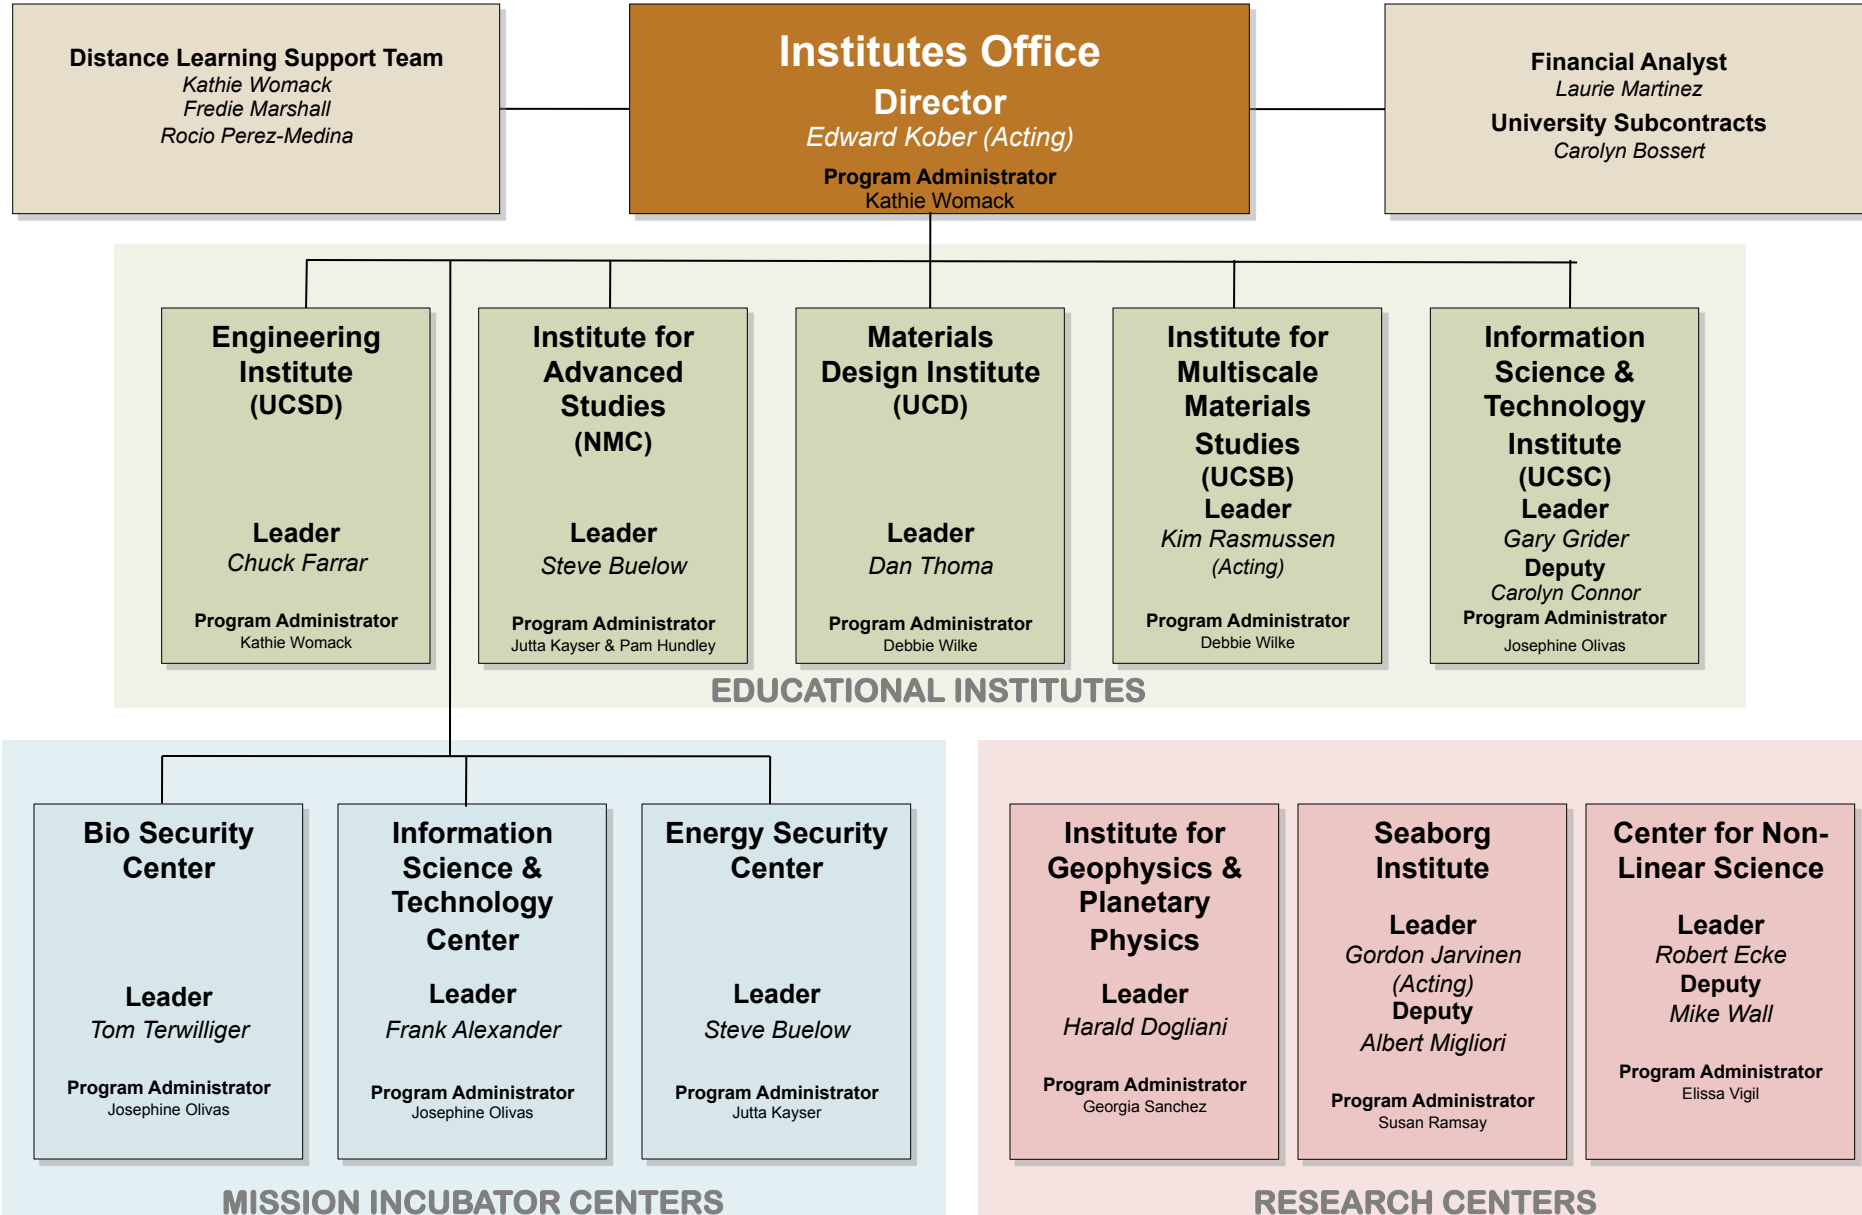 Distance Learning Support Team
Kathie Womack
Fredie Marshall
Rocio Perez-Medina
Institutes Office
Director
Edward Kober (Acting)
Program Administrator
Kathie Womack
Financial Analyst
Laurie Martinez
University Subcontracts
Carolyn Bossert
Engineering
Institute
(UCSD)
Leader
Chuck Farrar
Program Administrator
Kathie Womack
Institute for
Advanced
Studies
(NMC)
Leader
Steve Buelow
Program Administrator
Jutta Kayser & Pam Hundley
Materials
Design Institute
(UCD)
Leader
Dan Thoma
Program Administrator
Debbie Wilke
Institute for
Multiscale
Materials
Studies
(UCSB)
Leader
Kim Rasmussen
(Acting)
Program Administrator
Debbie Wilke
Information
Science &
Technology
Institute
(UCSC)
Leader
Gary Grider
Deputy
Carolyn Connor
Program Administrator
Josephine Olivas
EDUCATIONAL INSTITUTES
Bio Security
Center
Leader
Tom Terwilliger
Program Administrator
Josephine Olivas
Information
Science &
Technology
Center
Leader
Frank Alexander
Program Administrator
Josephine Olivas
Energy Security
Center
Leader
Steve Buelow
Program Administrator
Jutta Kayser
MISSION INCUBATOR CENTERS
Institute for
Geophysics &
Planetary
Physics
Leader
Harald Dogliani
Program Administrator
Georgia Sanchez
Seaborg
Institute
Leader
Gordon Jarvinen
(Acting)
Deputy
Albert Migliori
Program Administrator
Susan Ramsay
Center for Non-
Linear Science
Leader
Robert Ecke
Deputy
Mike Wall
Program Administrator
Elissa Vigil
RESEARCH CENTERS